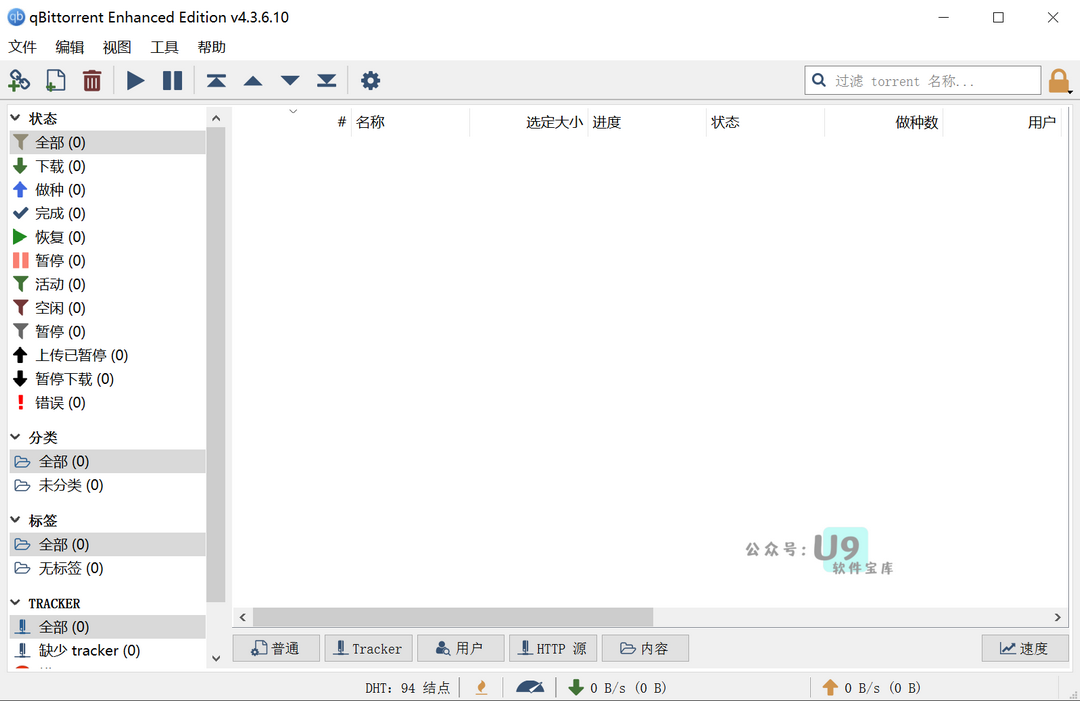 qb qBittorrent Enhanced Edition v4.3.6.10
文件 编辑 视图 工具 帮助
过滤 torrent 名称...
# 名称 选定大小 进度 状态 做种数 用户
状态
全部 (0)
下载 (0)
做种 (0)
完成 (0)
恢复 (0)
暂停 (0)
活动 (0)
空闲 (0)
暂停 (0)
上传已暂停 (0)
暂停下载 (0)
错误 (0)
分类
全部 (0)
未分类 (0)
标签
全部 (0)
无标签 (0)
TRACKER
全部 (0)
缺少 tracker (0)
公众号: U9
软件宝库
普通 Tracker 用户 HTTP 源 内容 速度
DHT: 94 结点 0 B/s (0 B) 0 B/s (0 B)